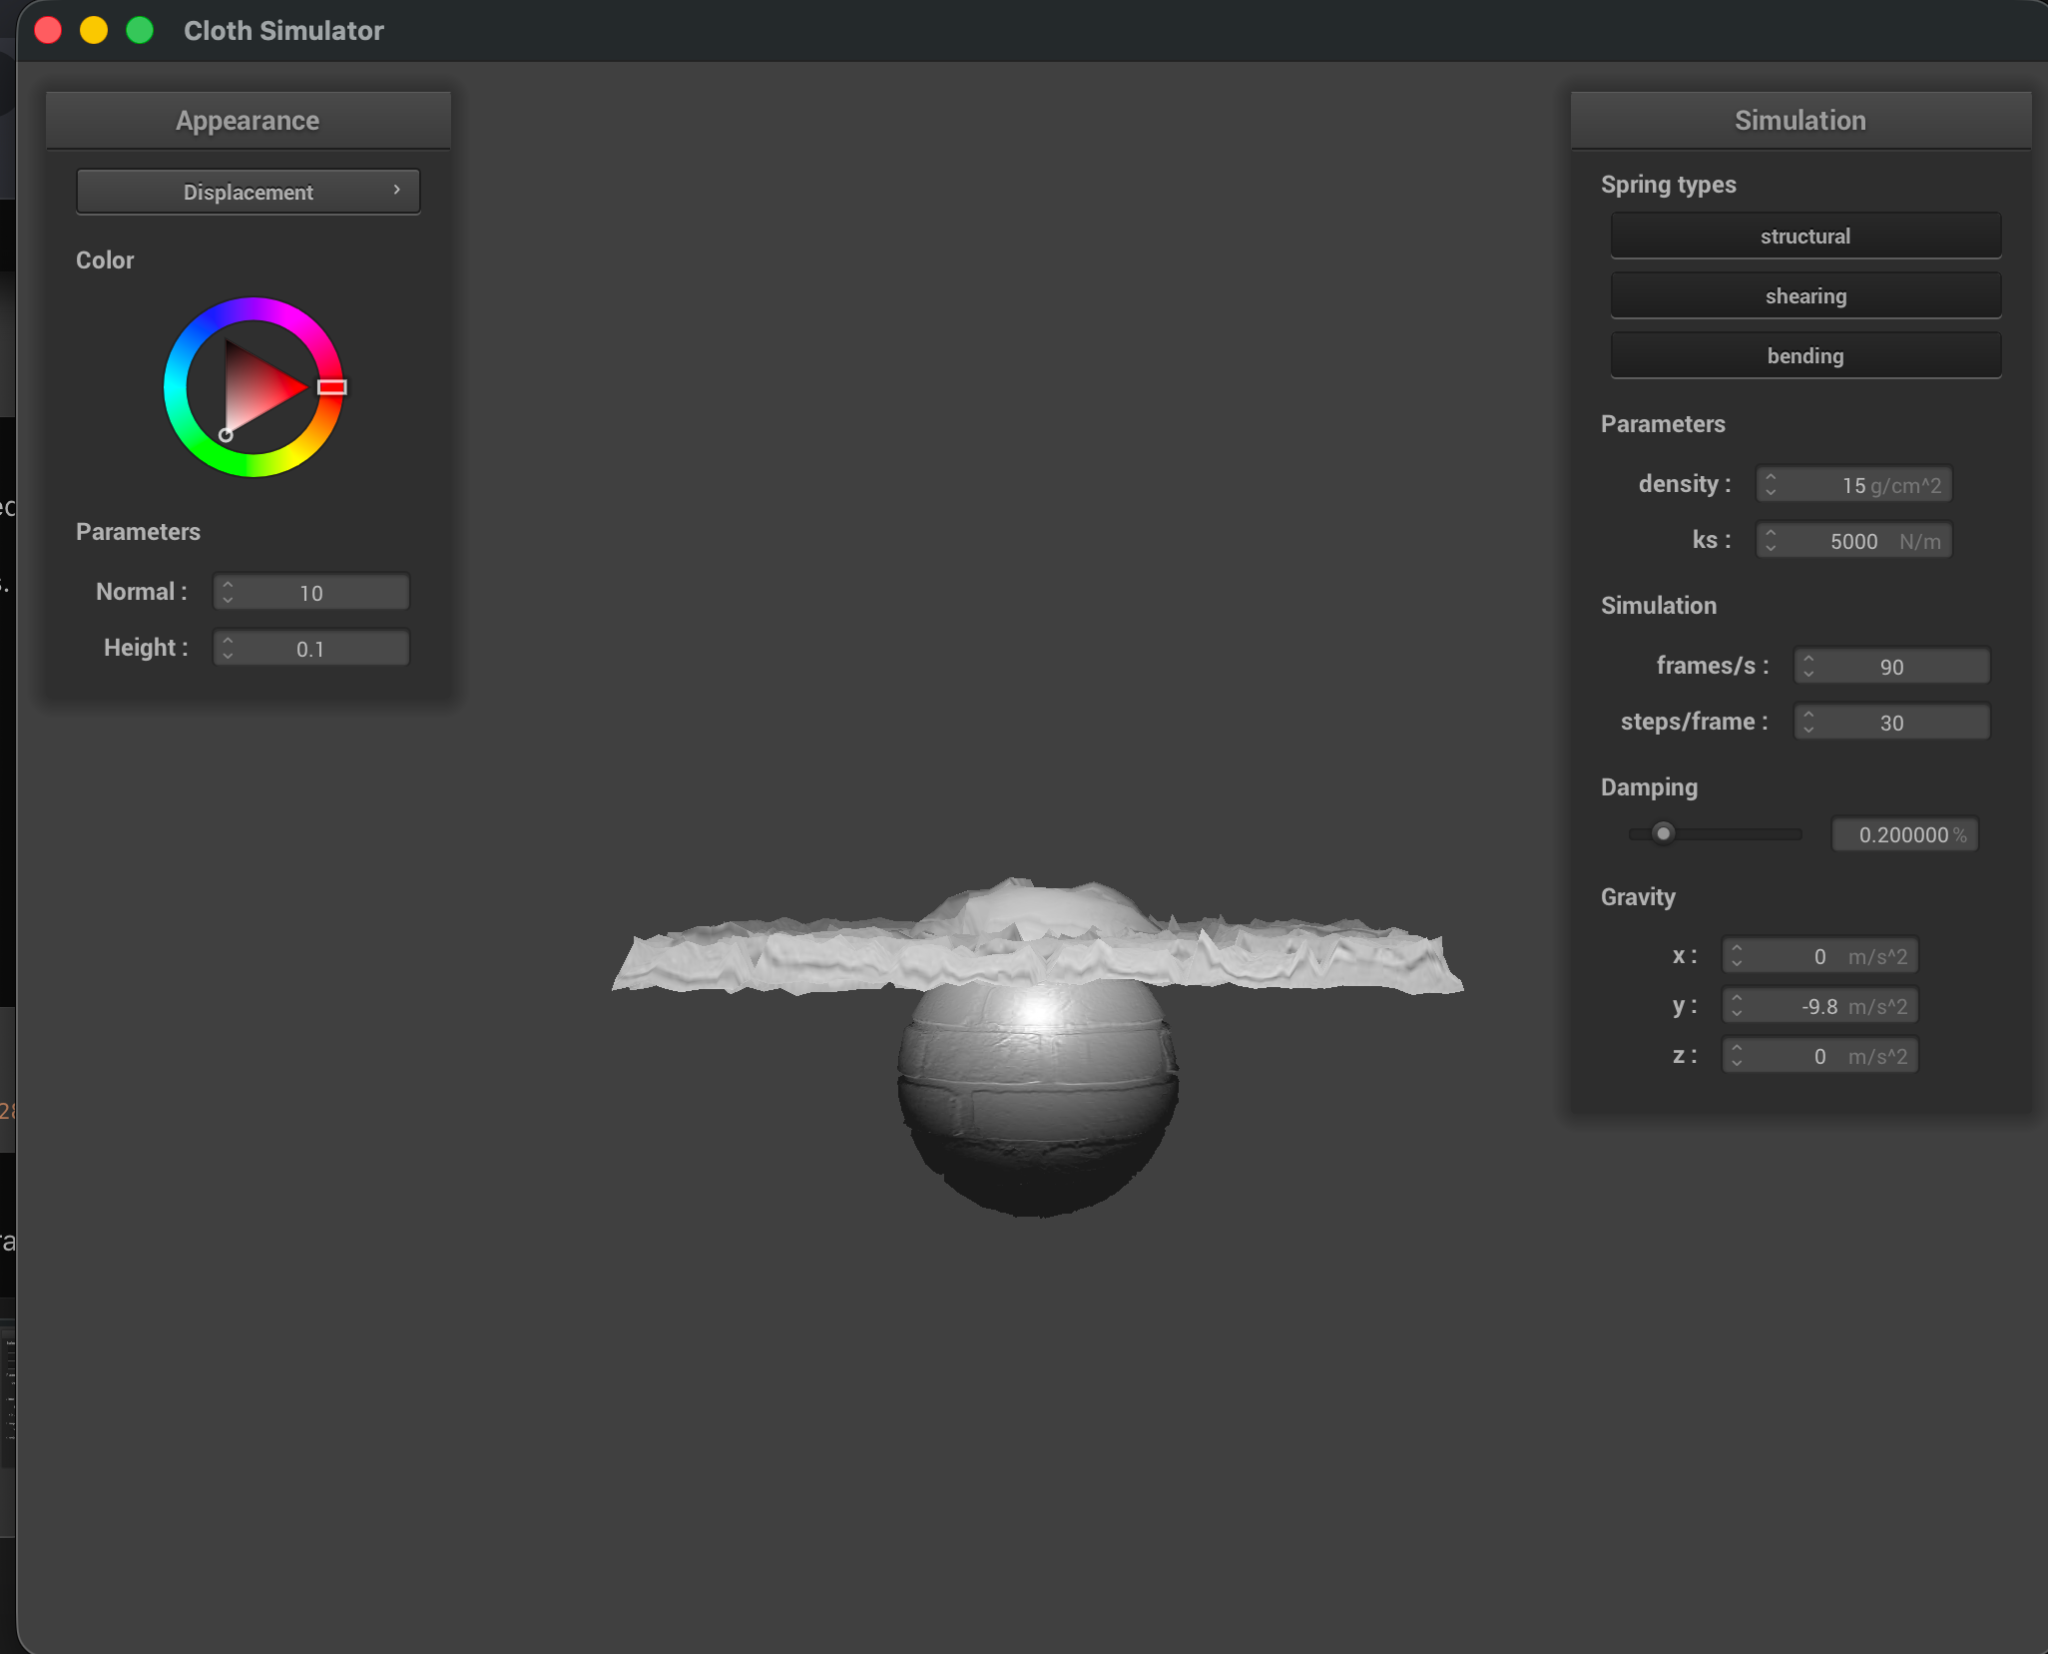 Cloth Simulator
Appearance
Displacement
Color
Parameters
Normal : 10
Height : 0.1
Simulation
Spring types
structural
shearing
bending
Parameters
density : 15 g/cm^2
ks : 5000 N/m
Simulation
frames/s : 90
steps/frame : 30
Damping
0.200000 %
Gravity
x : 0 m/s^2
y : -9.8 m/s^2
z : 0 m/s^2